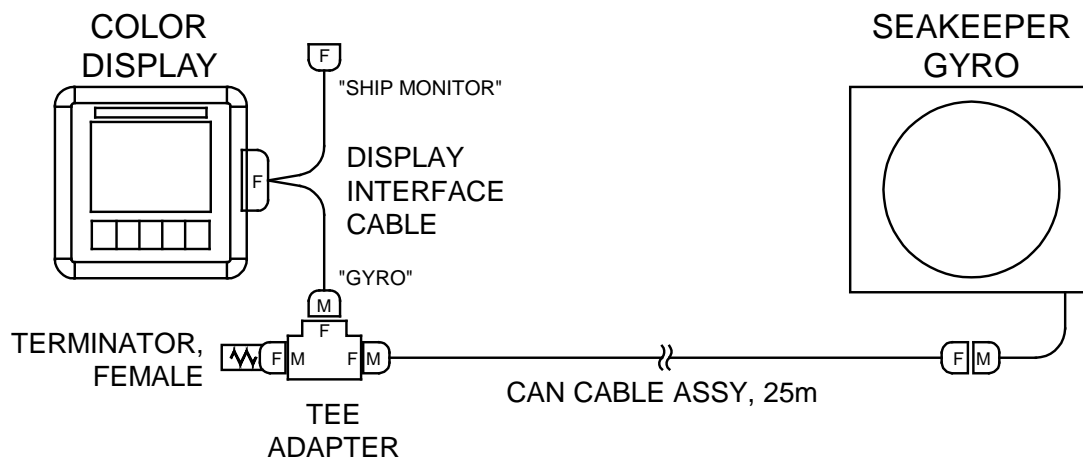 COLOR
DISPLAY
SEAKEEPER
GYRO
F
"SHIP MONITOR"
F
DISPLAY
INTERFACE
CABLE
"GYRO"
M
F
TERMINATOR,
FEMALE
F M
F M
F M
CAN CABLE ASSY, 25m
TEE
ADAPTER